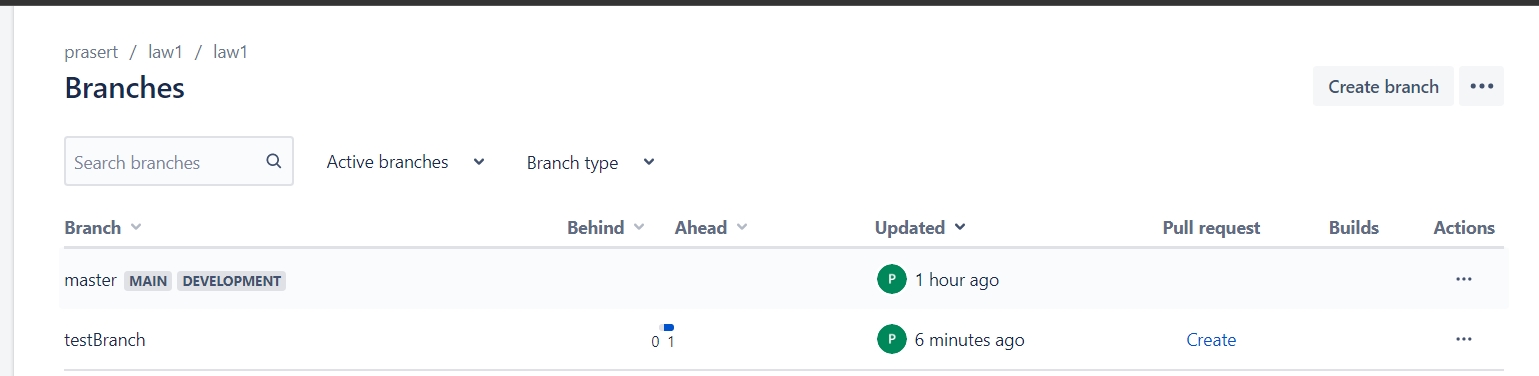 prasert / law1 / law1
Branches
Create branch
Search branches
Active branches
Branch type
Branch Behind Ahead Updated Pull request Builds Actions
master MAIN DEVELOPMENT P 1 hour ago
testBranch 0 1 P 6 minutes ago Create